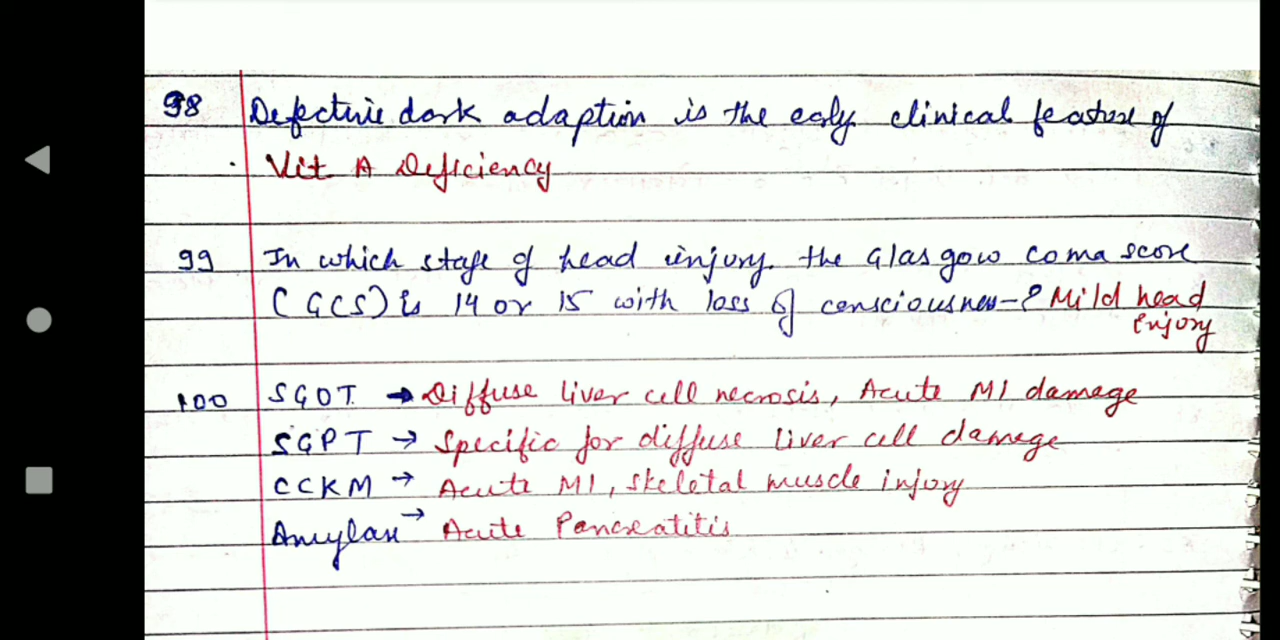 98 Defective dark adaption is the early clinical feature of
Vit A Deficiency
99 In which stage of head injury. the Glasgow coma score
(GCS) is 14 or 15 with loss of consciousness-? Mild head
injury
100 SGOT → Diffuse liver cell necrosis, Acute MI damage
SGPT → Specific for diffuse liver cell damage
CCKM → Acute MI, skeletal muscle injury
Amylase → Acute Pancreatitis